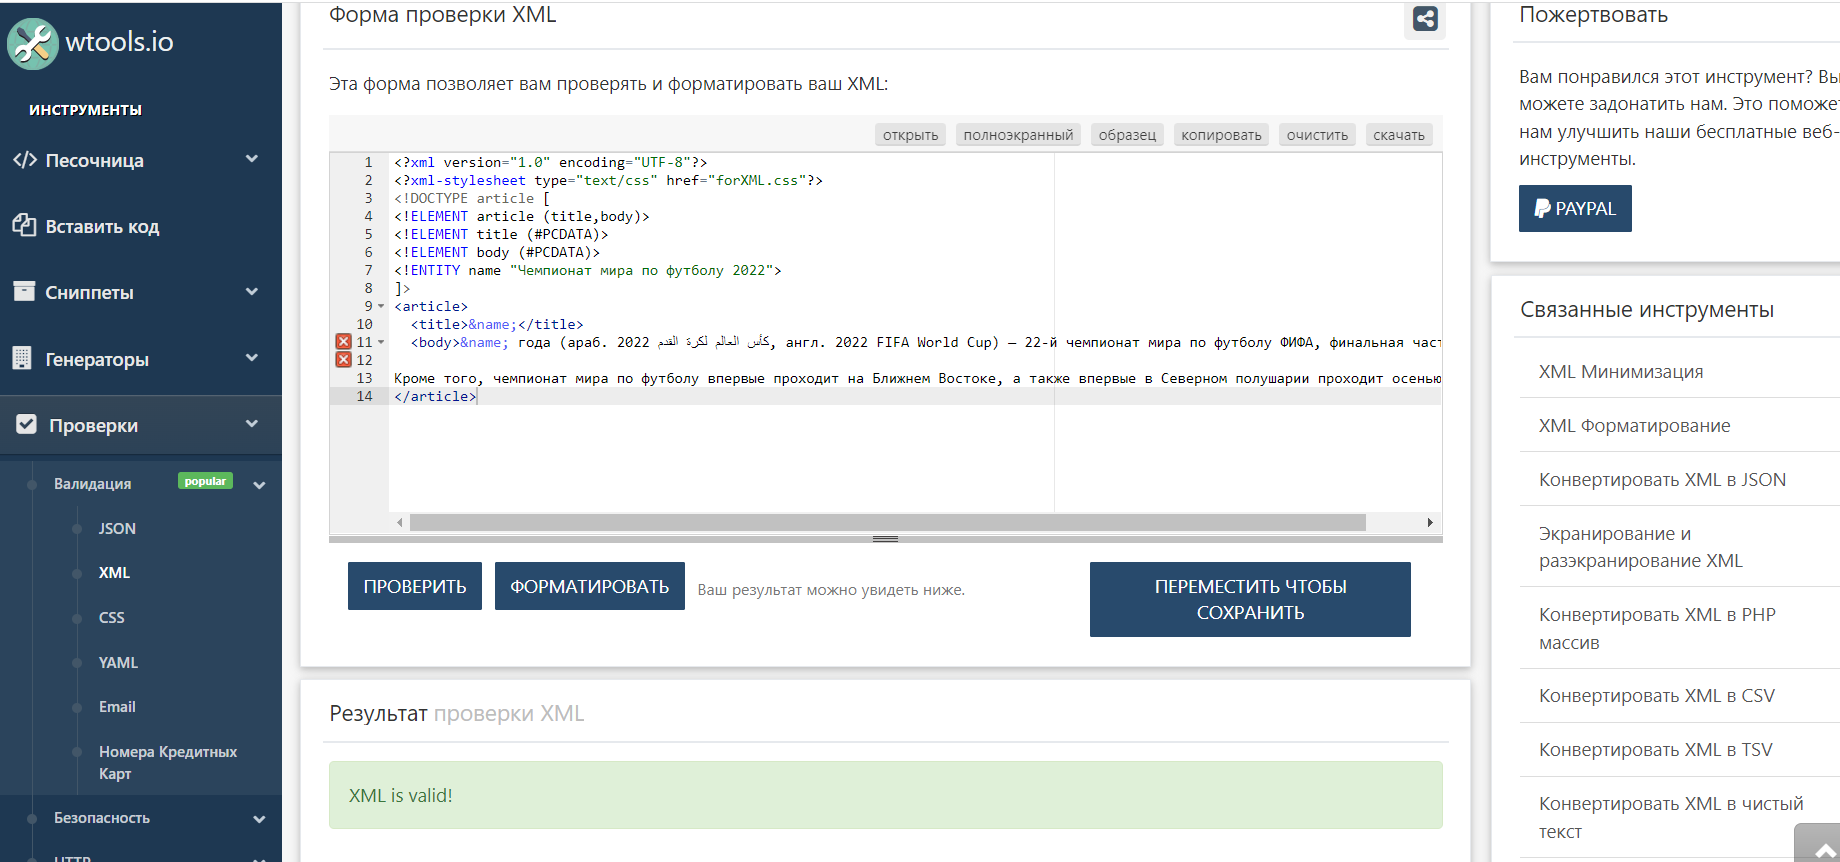 wtools.io
ИНСТРУМЕНТЫ
Песочница
Вставить код
Сниппеты
Генераторы
Проверки
Валидация popular
JSON
XML
CSS
YAML
Email
Номера Кредитных
Карт
Безопасность
HTTP
Форма проверки XML
Эта форма позволяет вам проверять и форматировать ваш XML:
открыть полноэкранный образец копировать очистить скачать
1 <?xml version="1.0" encoding="UTF-8"?>
2 <?xml-stylesheet type="text/css" href="forXML.css"?>
3 <!DOCTYPE article [
4 <!ELEMENT article (title,body)>
5 <!ELEMENT title (#PCDATA)>
6 <!ELEMENT body (#PCDATA)>
7 <!ENTITY name "Чемпионат мира по футболу 2022">
8 ]>
9 <article>
10 <title>&name;</title>
11 <body>&name; года (араб. 2022 كأس العالم لكرة القدم, англ. 2022 FIFA World Cup) — 22-й чемпионат мира по футболу ФИФА, финальная част
12
13 Кроме того, чемпионат мира по футболу впервые проходит на Ближнем Востоке, а также впервые в Северном полушарии проходит осенью
14 </article>
ПРОВЕРИТЬ ФОРМАТИРОВАТЬ Ваш результат можно увидеть ниже.
ПЕРЕМЕСТИТЬ ЧТОБЫ
СОХРАНИТЬ
Результат проверки XML
XML is valid!
Пожертвовать
Вам понравился этот инструмент? Вы
можете задонатить нам. Это поможе
нам улучшить наши бесплатные веб-
инструменты.
PAYPAL
Связанные инструменты
XML Минимизация
XML Форматирование
Конвертировать XML в JSON
Экранирование и
разэкранирование XML
Конвертировать XML в PHP
массив
Конвертировать XML в CSV
Конвертировать XML в TSV
Конвертировать XML в чистый
текст